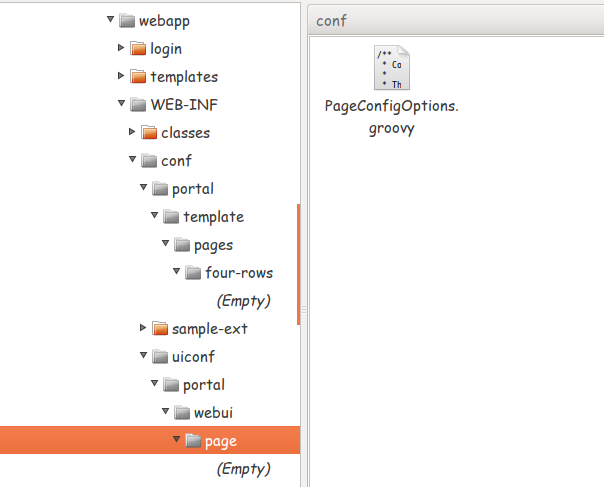 webapp
login
templates
WEB-INF
classes
conf
portal
template
pages
four-rows
(Empty)
sample-ext
uiconf
portal
webui
page
(Empty)
conf
/**
* Co
*
* Th
PageConfigOptions.
groovy